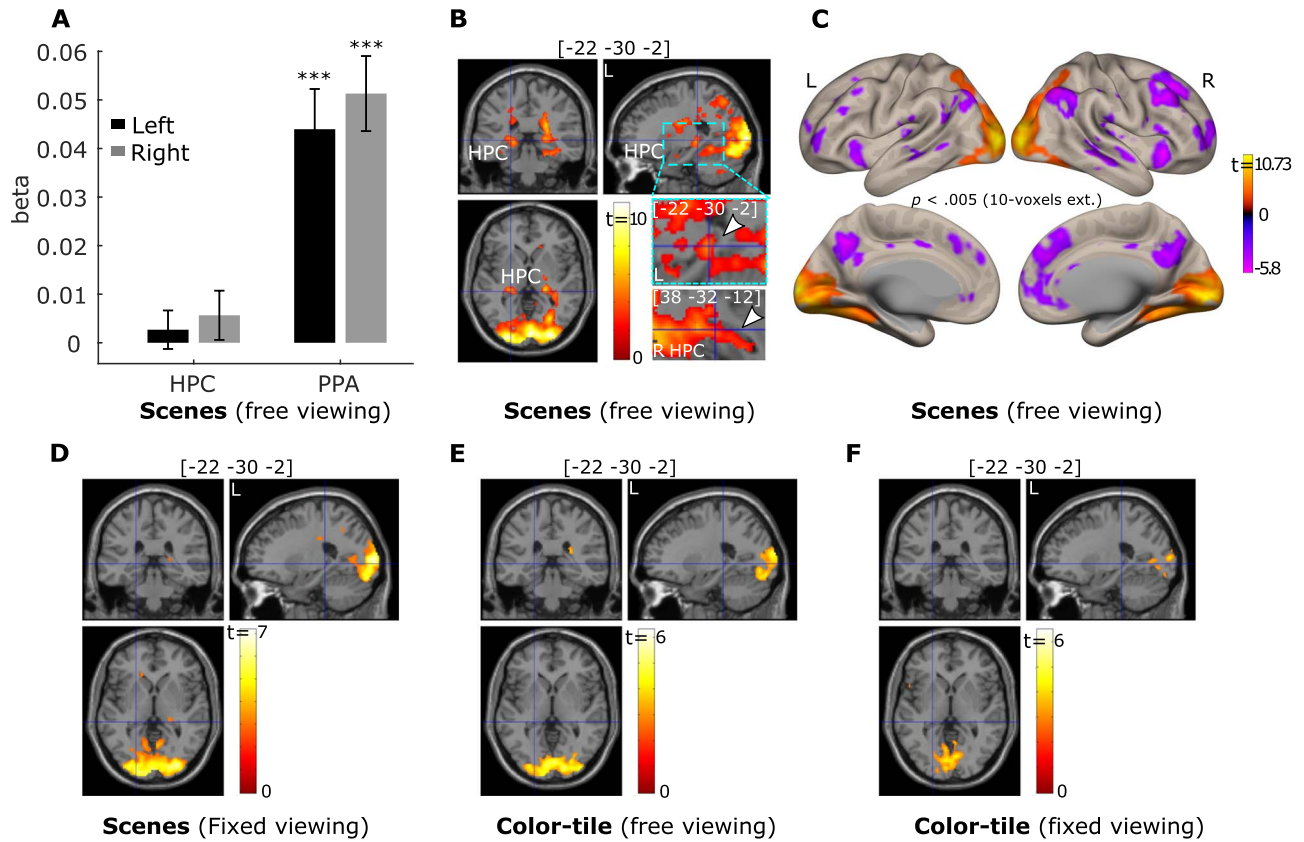 A
0.06
0.05
0.04
0.03
0.02
0.01
0
beta
Left
Right
***
***
HPC
PPA
Scenes (free viewing)
B
[-22 -30 -2]
L
HPC
HPC
HPC
t=10
0
[-22 -30 -2]
L
[38 -32 -12]
R HPC
Scenes (free viewing)
C
L
R
p < .005 (10-voxels ext.)
t=10.73
0
-5.8
Scenes (free viewing)
D
[-22 -30 -2]
L
t= 7
0
Scenes (Fixed viewing)
E
[-22 -30 -2]
L
t= 6
0
Color-tile (free viewing)
F
[-22 -30 -2]
L
t= 6
0
Color-tile (fixed viewing)